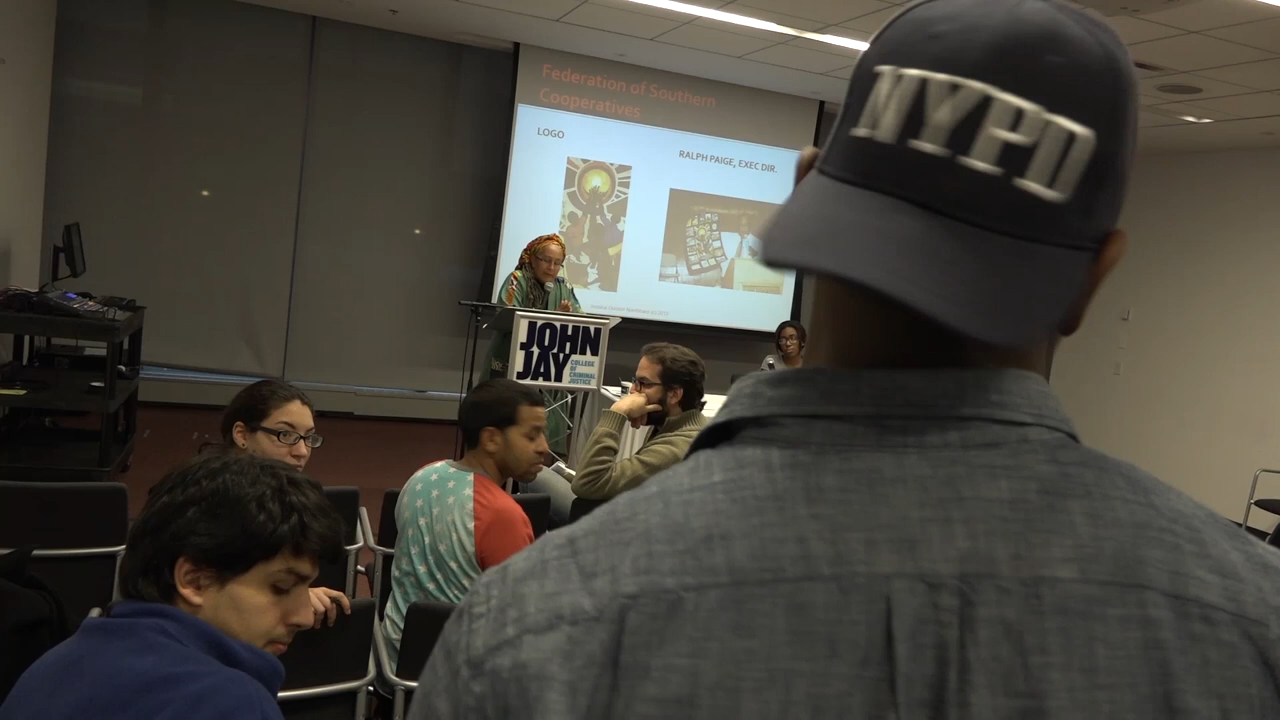 Federation of Southern
Cooperatives
LOGO
RALPH PAIGE, EXEC DIR.
NYPD
JOHN
JAY
COLLEGE
OF
CRIMINAL
JUSTICE